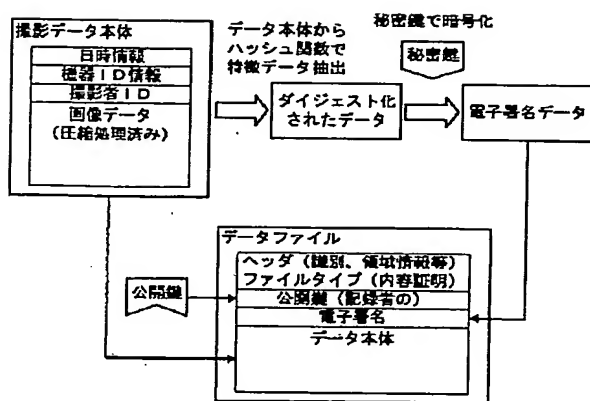 撮影データ本体
日時情報
機器ID情報
撮影者ID
画像データ
(圧縮処理済み)
データ本体から
ハッシュ関数で
特徴データ抽出
ダイジェスト化
されたデータ
秘密鍵で暗号化
秘密鍵
電子署名データ
データファイル
ヘッダ(識別、領域情報等)
ファイルタイプ(内容証明)
公開鍵(記録者の)
電子署名
データ本体
公開鍵